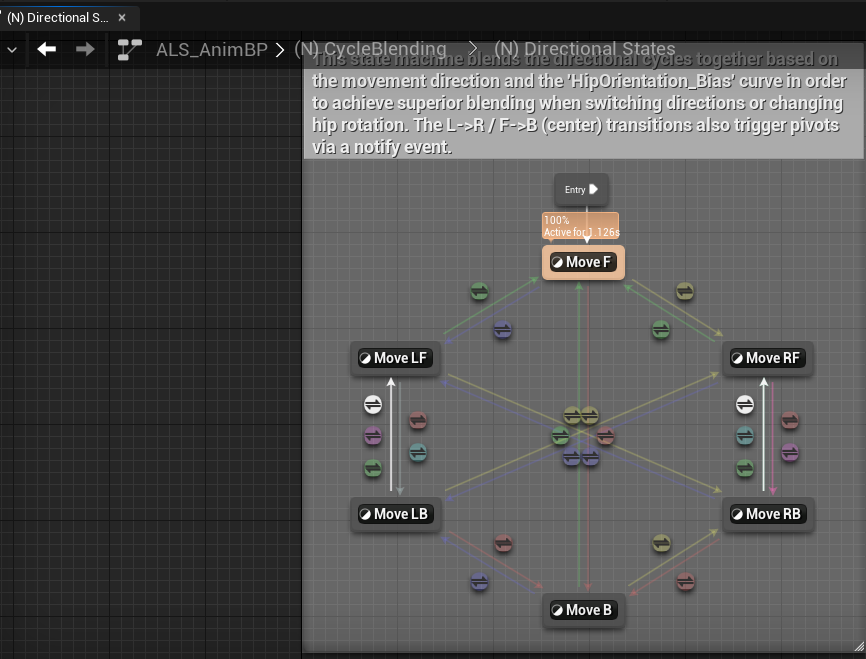 (N) Directional S...
ALS_AnimBP > (N) CycleBlending > (N) Directional States
This state machine blends the directional cycles together based on
the movement direction and the 'HipOrientation_Bias' curve in order
to achieve superior blending when switching directions or changing
hip rotation. The L->R / F->B (center) transitions also trigger pivots
via a notify event.
Entry
100%
Active for 1.126s
Move F
Move LF
Move RF
Move LB
Move RB
Move B